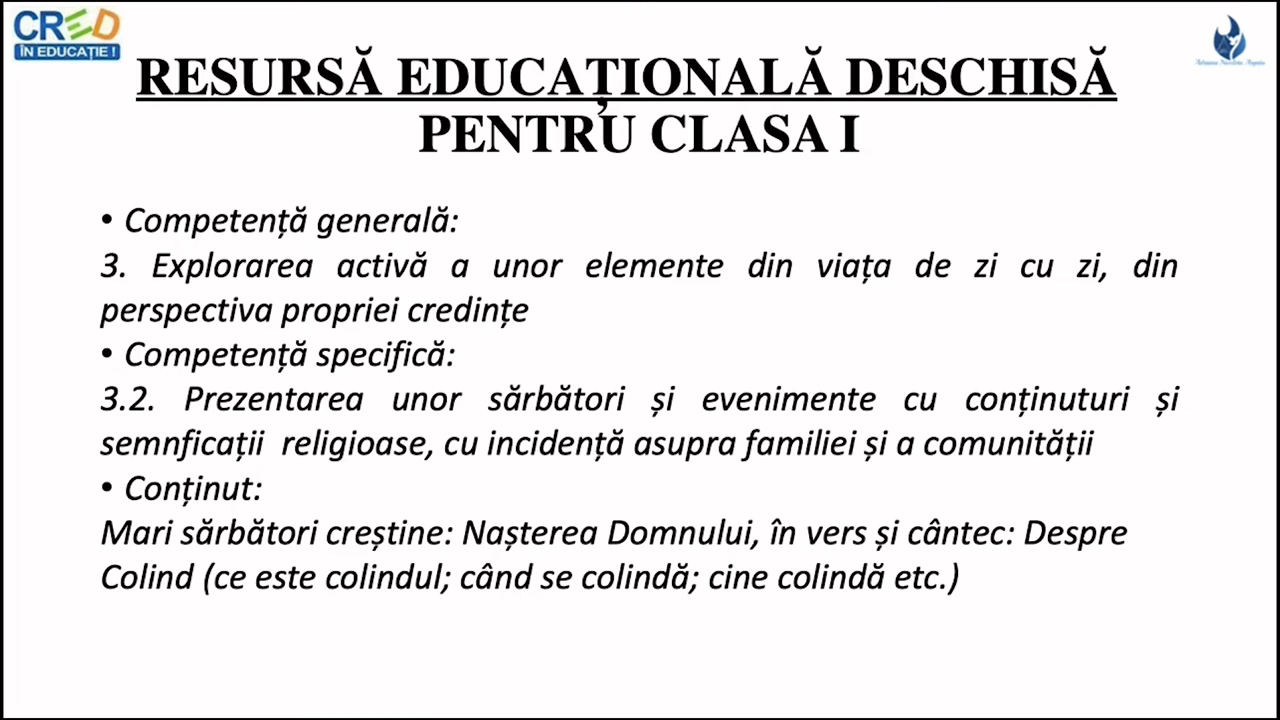 CRED
ÎN EDUCAȚIE !
RESURSĂ EDUCAȚIONALĂ DESCHISĂ
PENTRU CLASA I
• Competență generală:
3. Explorarea activă a unor elemente din viața de zi cu zi, din
perspectiva propriei credințe
• Competență specifică:
3.2. Prezentarea unor sărbători și evenimente cu conținuturi și
semnficații religioase, cu incidență asupra familiei și a comunității
• Conținut:
Mari sărbători creștine: Nașterea Domnului, în vers și cântec: Despre
Colind (ce este colindul; când se colindă; cine colindă etc.)